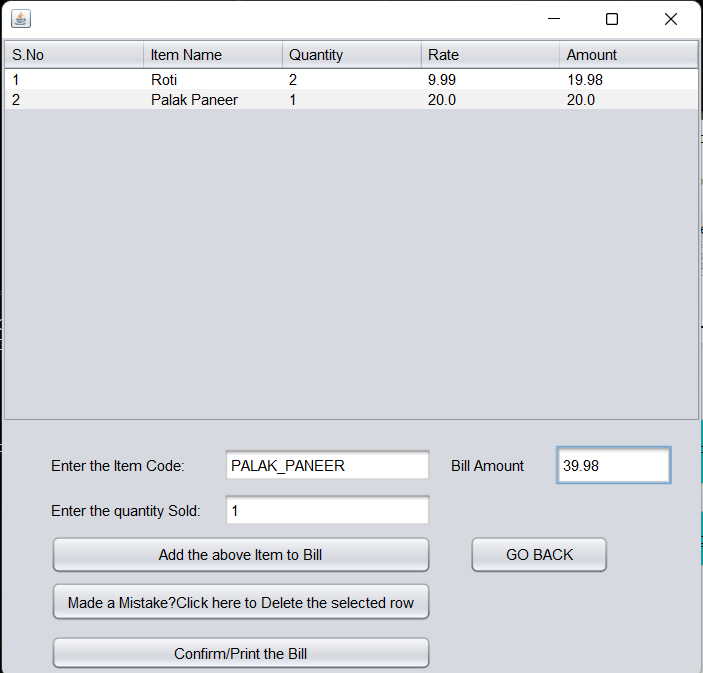 S.No Item Name Quantity Rate Amount
1 Roti 2 9.99 19.98
2 Palak Paneer 1 20.0 20.0
Enter the Item Code: PALAK_PANEER Bill Amount 39.98
Enter the quantity Sold: 1
Add the above Item to Bill GO BACK
Made a Mistake?Click here to Delete the selected row
Confirm/Print the Bill